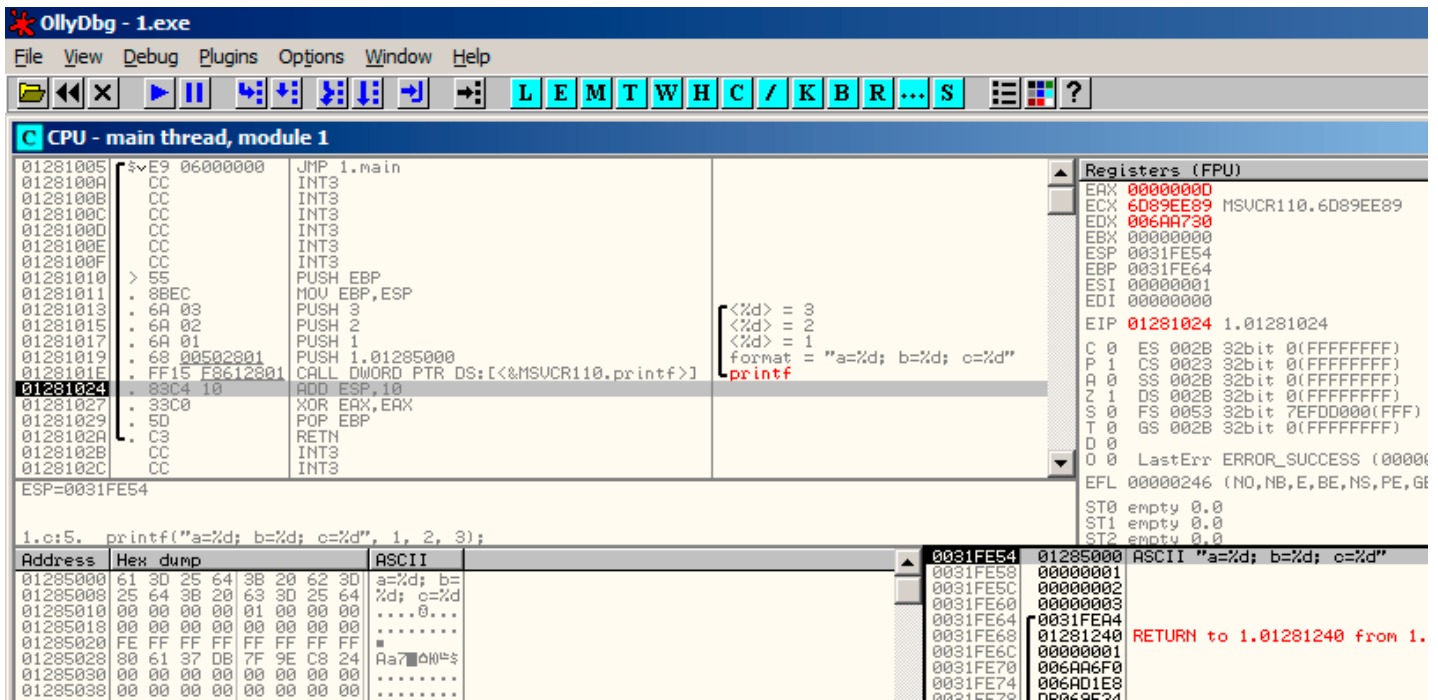 OllyDbg - 1.exe
File View Debug Plugins Options Window Help
L E M T W H C / K B R ... S ?
C CPU - main thread, module 1
01281005 $ E9 06000000 JMP 1.main
0128100A CC INT3
0128100B CC INT3
0128100C CC INT3
0128100D CC INT3
0128100E CC INT3
0128100F CC INT3
01281010 > 55 PUSH EBP
01281011 . 8BEC MOV EBP,ESP
01281013 . 6A 03 PUSH 3 <%d> = 3
01281015 . 6A 02 PUSH 2 <%d> = 2
01281017 . 6A 01 PUSH 1 <%d> = 1
01281019 . 68 00502801 PUSH 1.01285000 format = "a=%d; b=%d; c=%d"
0128101E . FF15 F8612801 CALL DWORD PTR DS:[<&MSVCR110.printf>] printf
01281024 . 83C4 10 ADD ESP,10
01281027 . 33C0 XOR EAX,EAX
01281029 . 5D POP EBP
0128102A . C3 RETN
0128102B CC INT3
0128102C CC INT3
ESP=0031FE54
1.c:5. printf("a=%d; b=%d; c=%d", 1, 2, 3);
Registers (FPU)
EAX 0000000D
ECX 6D89EE89 MSVCR110.6D89EE89
EDX 006AA730
EBX 00000000
ESP 0031FE54
EBP 0031FE64
ESI 00000001
EDI 00000000
EIP 01281024 1.01281024
C 0 ES 002B 32bit 0(FFFFFFFF)
P 1 CS 0023 32bit 0(FFFFFFFF)
A 0 SS 002B 32bit 0(FFFFFFFF)
Z 1 DS 002B 32bit 0(FFFFFFFF)
S 0 FS 0053 32bit 7EFDD000(FFF)
T 0 GS 002B 32bit 0(FFFFFFFF)
D 0
O 0 LastErr ERROR_SUCCESS (00000
EFL 00000246 (NO,NB,E,BE,NS,PE,GE
ST0 empty 0.0
ST1 empty 0.0
ST2 empty 0.0
Address Hex dump ASCII
01285000 61 3D 25 64 3B 20 62 3D a=%d; b=
01285008 25 64 3B 20 63 3D 25 64 %d; c=%d
01285010 00 00 00 00 01 00 00 00 ....0...
01285018 00 00 00 00 00 00 00 00 ........
01285020 FE FF FF FF FF FF FF FF
01285028 80 61 37 DB 7F 9E C8 24
01285030 00 00 00 00 00 00 00 00 ........
01285038 00 00 00 00 00 00 00 00 ........
0031FE54 01285000 ASCII "a=%d; b=%d; c=%d"
0031FE58 00000001
0031FE5C 00000002
0031FE60 00000003
0031FE64 0031FEA4
0031FE68 01281240 RETURN to 1.01281240 from 1.
0031FE6C 00000001
0031FE70 006AA6F0
0031FE74 006AD1E8
0031FE78 DB069E34